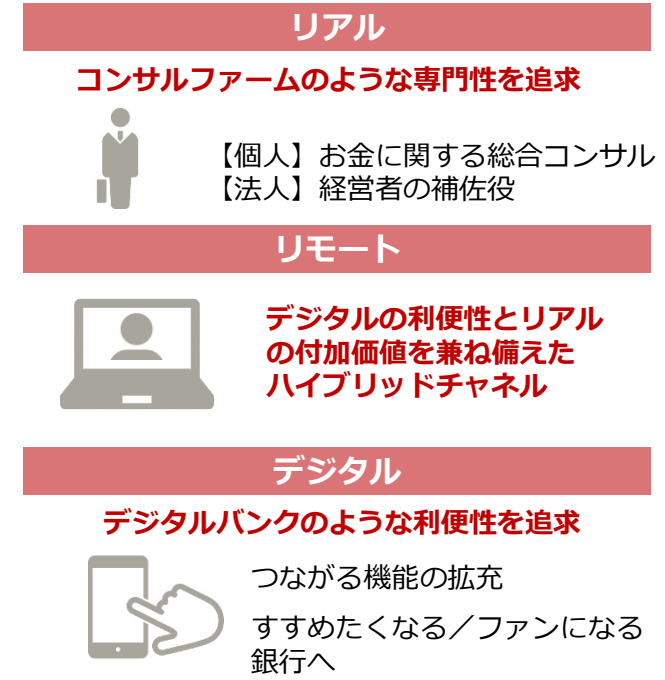 リアル
コンサルファームのような専門性を追求
【個人】お金に関する総合コンサル
【法人】経営者の補佐役
リモート
デジタルの利便性とリアル
の付加価値を兼ね備えた
ハイブリッドチャネル
デジタル
デジタルバンクのような利便性を追求
つながる機能の拡充
すすめたくなる／ファンになる
銀行へ